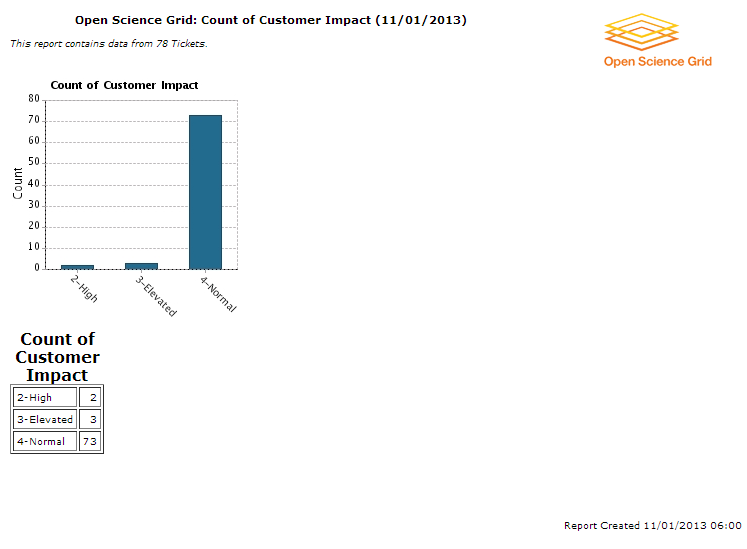 Open Science Grid: Count of Customer Impact (11/01/2013)
This report contains data from 78 Tickets.
Open Science Grid
Count of Customer Impact
80
70
60
50
40
30
20
10
0
Count
2-High
3-Elevated
4-Normal
Count of
Customer
Impact
2-High 2
3-Elevated 3
4-Normal 73
Report Created 11/01/2013 06:00